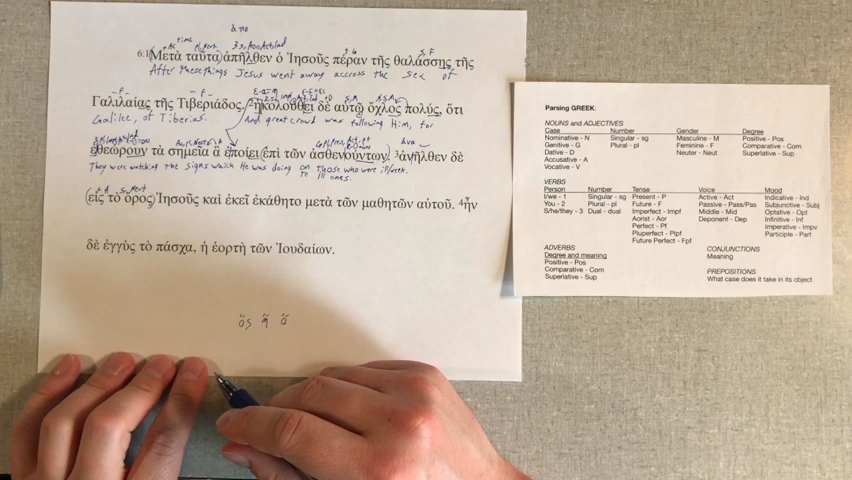 ἀπο
time
3 s, Aor Act Ind
S, F
6:1 Μετὰ ταῦτα ἀπῆλθεν ὁ Ἰησοῦς πέραν τῆς θαλάσσης τῆς
After these things Jesus went away accross the sea of
Γαλιλαίας τῆς Τιβεριάδος. ²ἠκολούθει δὲ αὐτῷ ὄχλος πολύς, ὅτι
Galilee, of Tiberias. And great crowd was following Him, for
ἐθεώρουν τὰ σημεῖα ἃ ἐποίει ἐπὶ τῶν ἀσθενούντων. ³ἀνῆλθεν δὲ
They were watching the signs which He was doing on those who were ill/weak.
ill ones.
εἰς τὸ ὄρος Ἰησοῦς καὶ ἐκεῖ ἐκάθητο μετὰ τῶν μαθητῶν αὐτοῦ. ⁴ἦν
δὲ ἐγγὺς τὸ πάσχα, ἡ ἑορτὴ τῶν Ἰουδαίων.
ὅς ἥ ὅ
Parsing GREEK:
NOUNS and ADJECTIVES
Case Number Gender Degree
Nominative - N Singular - sg Masculine - M Positive - Pos
Genitive - G Plural - pl Feminine - F Comparative - Com
Dative - D Neuter - Neut Superlative - Sup
Accusative - A
Vocative - V
VERBS
Person Number Tense Voice Mood
I/we - 1 Singular - sg Present - P Active - Act Indicative - Ind
You - 2 Plural - pl Future - F Passive - Pass/Pas Subjunctive - Subj
S/he/they - 3 Dual - dual Imperfect - Impf Middle - Mid Optative - Opt
Aorist - Aor Deponent - Dep Infinitive - Inf
Perfect - Pf Imperative - Impv
Pluperfect - Plpf Participle - Part
Future Perfect - Fpf
ADVERBS CONJUNCTIONS
Degree and meaning Meaning
Positive - Pos
Comparative - Com PREPOSITIONS
Superlative - Sup What case does it take in its object